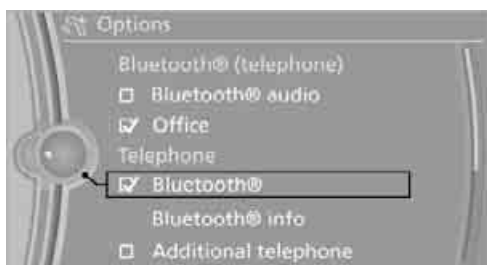 Options
Bluetooth® (telephone)
Bluetooth® audio
Office
Telephone
Bluetooth®
Bluetooth® info
Additional telephone